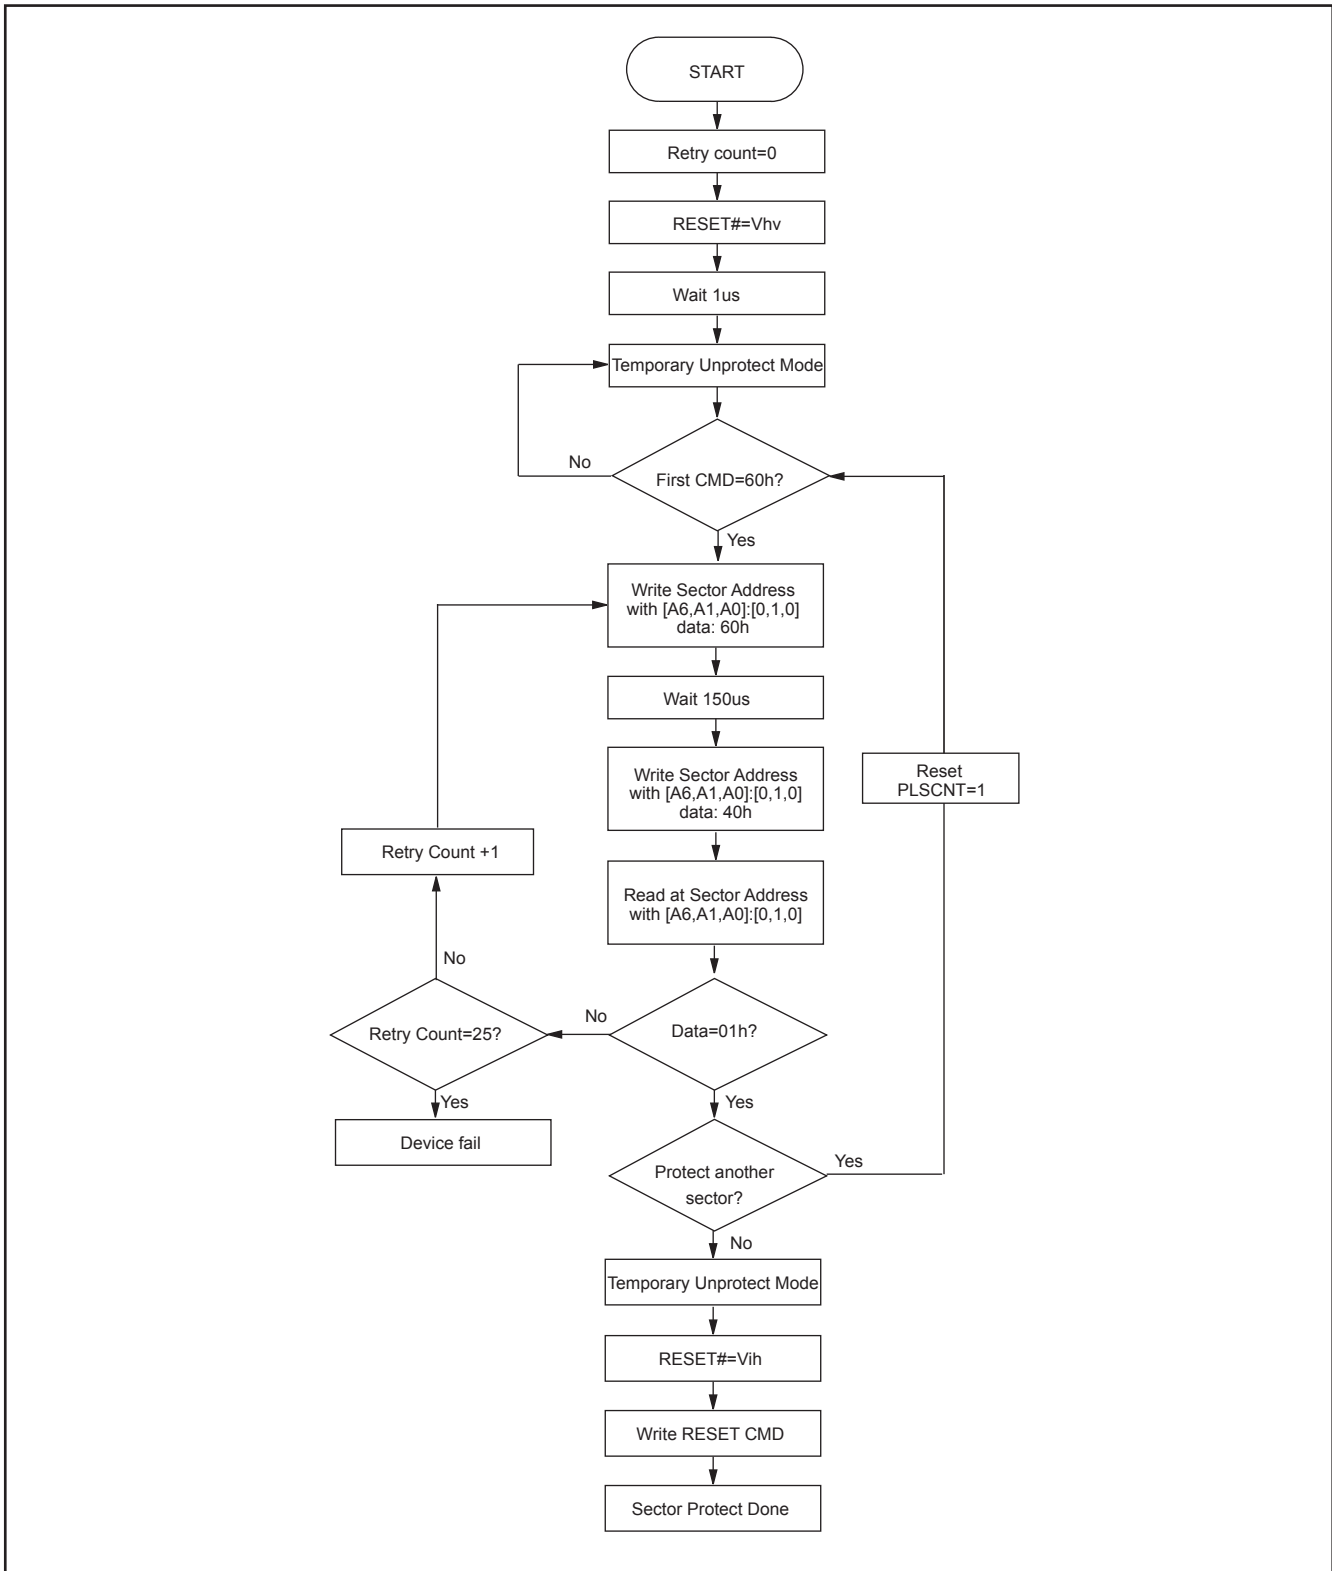 START
Retry count=0
RESET#=Vhv
Wait 1us
Temporary Unprotect Mode
No
First CMD=60h?
Yes
Write Sector Address
with [A6,A1,A0]:[0,1,0]
data: 60h
Wait 150us
Write Sector Address
with [A6,A1,A0]:[0,1,0]
data: 40h
Reset
PLSCNT=1
Retry Count +1
Read at Sector Address
with [A6,A1,A0]:[0,1,0]
No
Retry Count=25?
No
Data=01h?
Yes
Yes
Device fail
Protect another
sector?
Yes
No
Temporary Unprotect Mode
RESET#=Vih
Write RESET CMD
Sector Protect Done